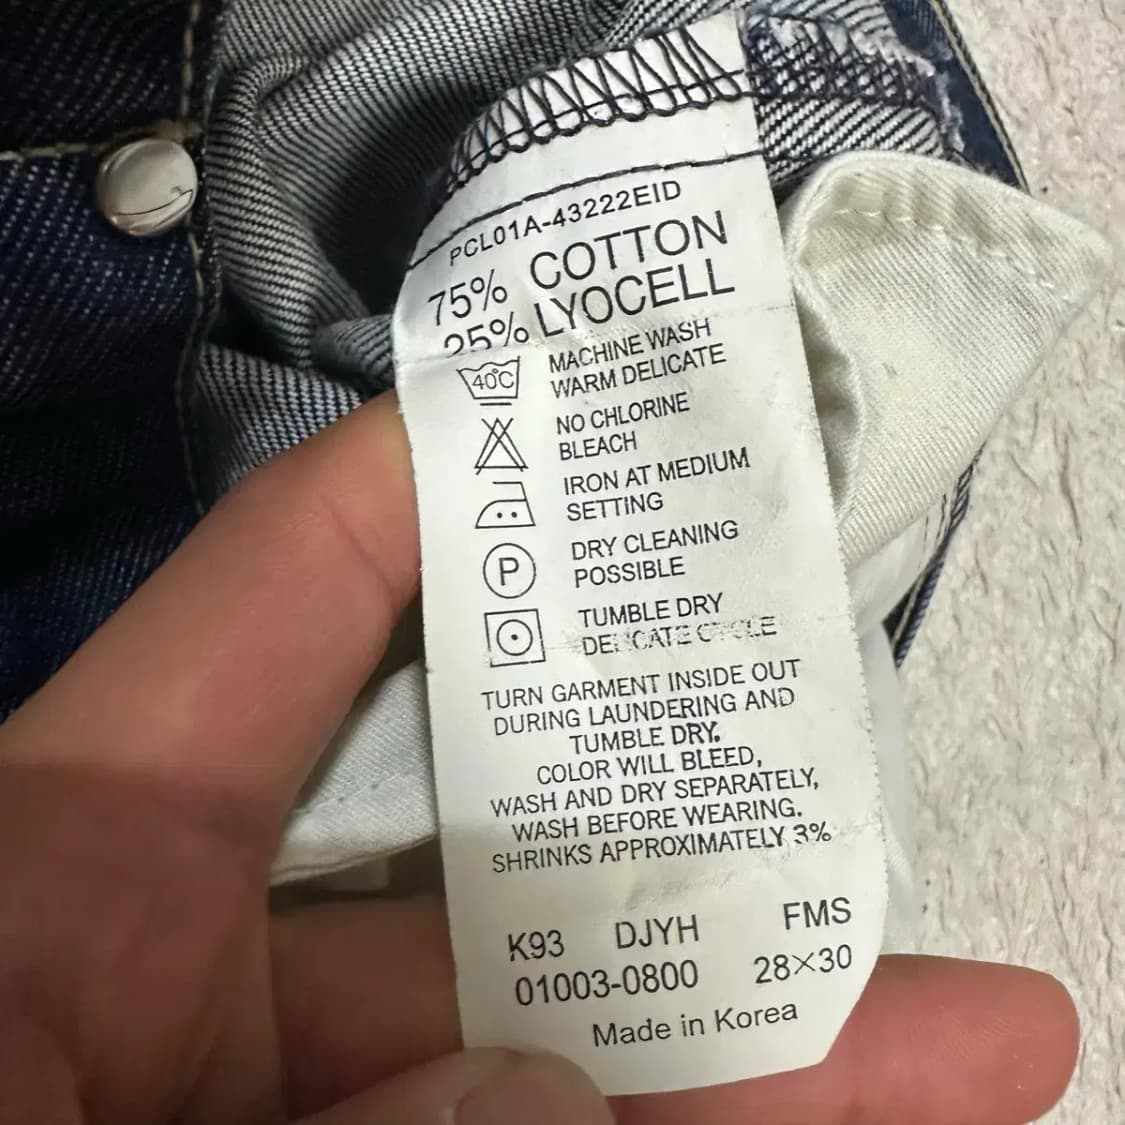 PCL01A-43222EID
75% COTTON
25% LYOCELL
40°C
MACHINE WASH
WARM DELICATE
NO CHLORINE
BLEACH
IRON AT MEDIUM
SETTING
P
DRY CLEANING
POSSIBLE
TUMBLE DRY
DELICATE CYCLE
TURN GARMENT INSIDE OUT
DURING LAUNDERING AND
TUMBLE DRY.
COLOR WILL BLEED,
WASH AND DRY SEPARATELY,
WASH BEFORE WEARING.
SHRINKS APPROXIMATELY 3%
K93 DJYH FMS
01003-0800 28×30
Made in Korea